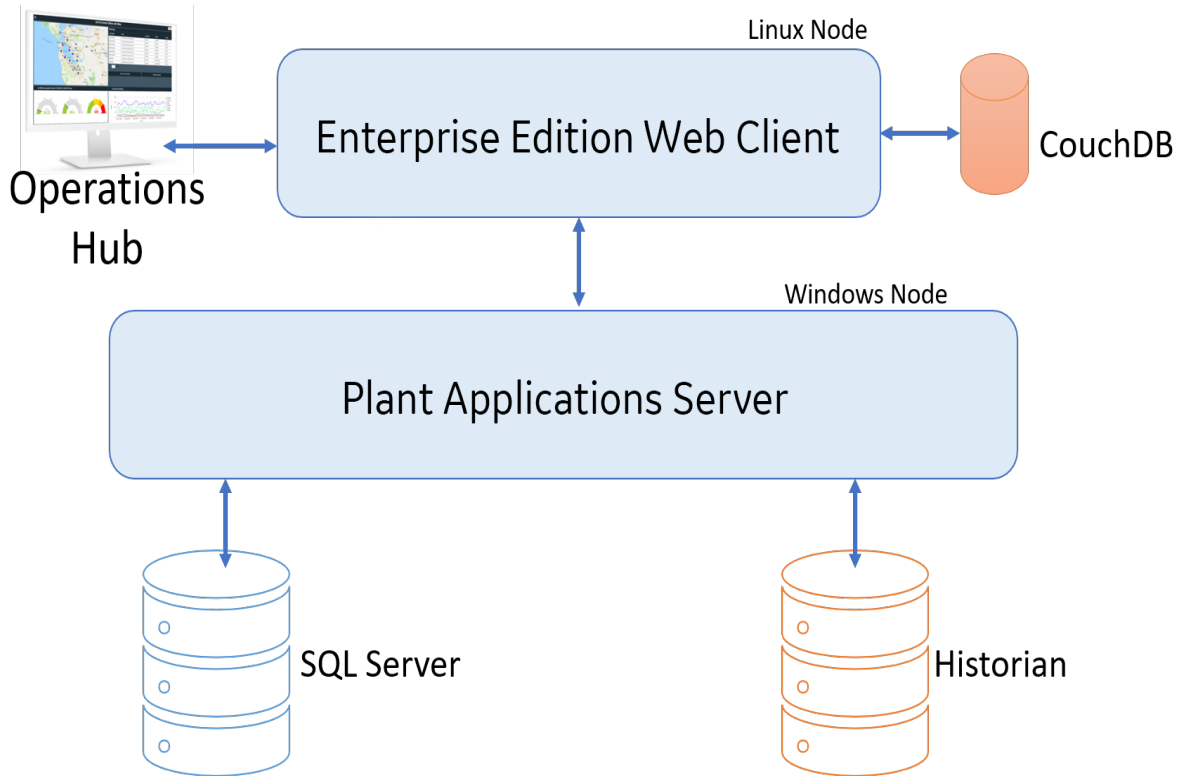 Linux Node
Enterprise Edition Web Client
CouchDB
Operations
Hub
Windows Node
Plant Applications Server
SQL Server
Historian